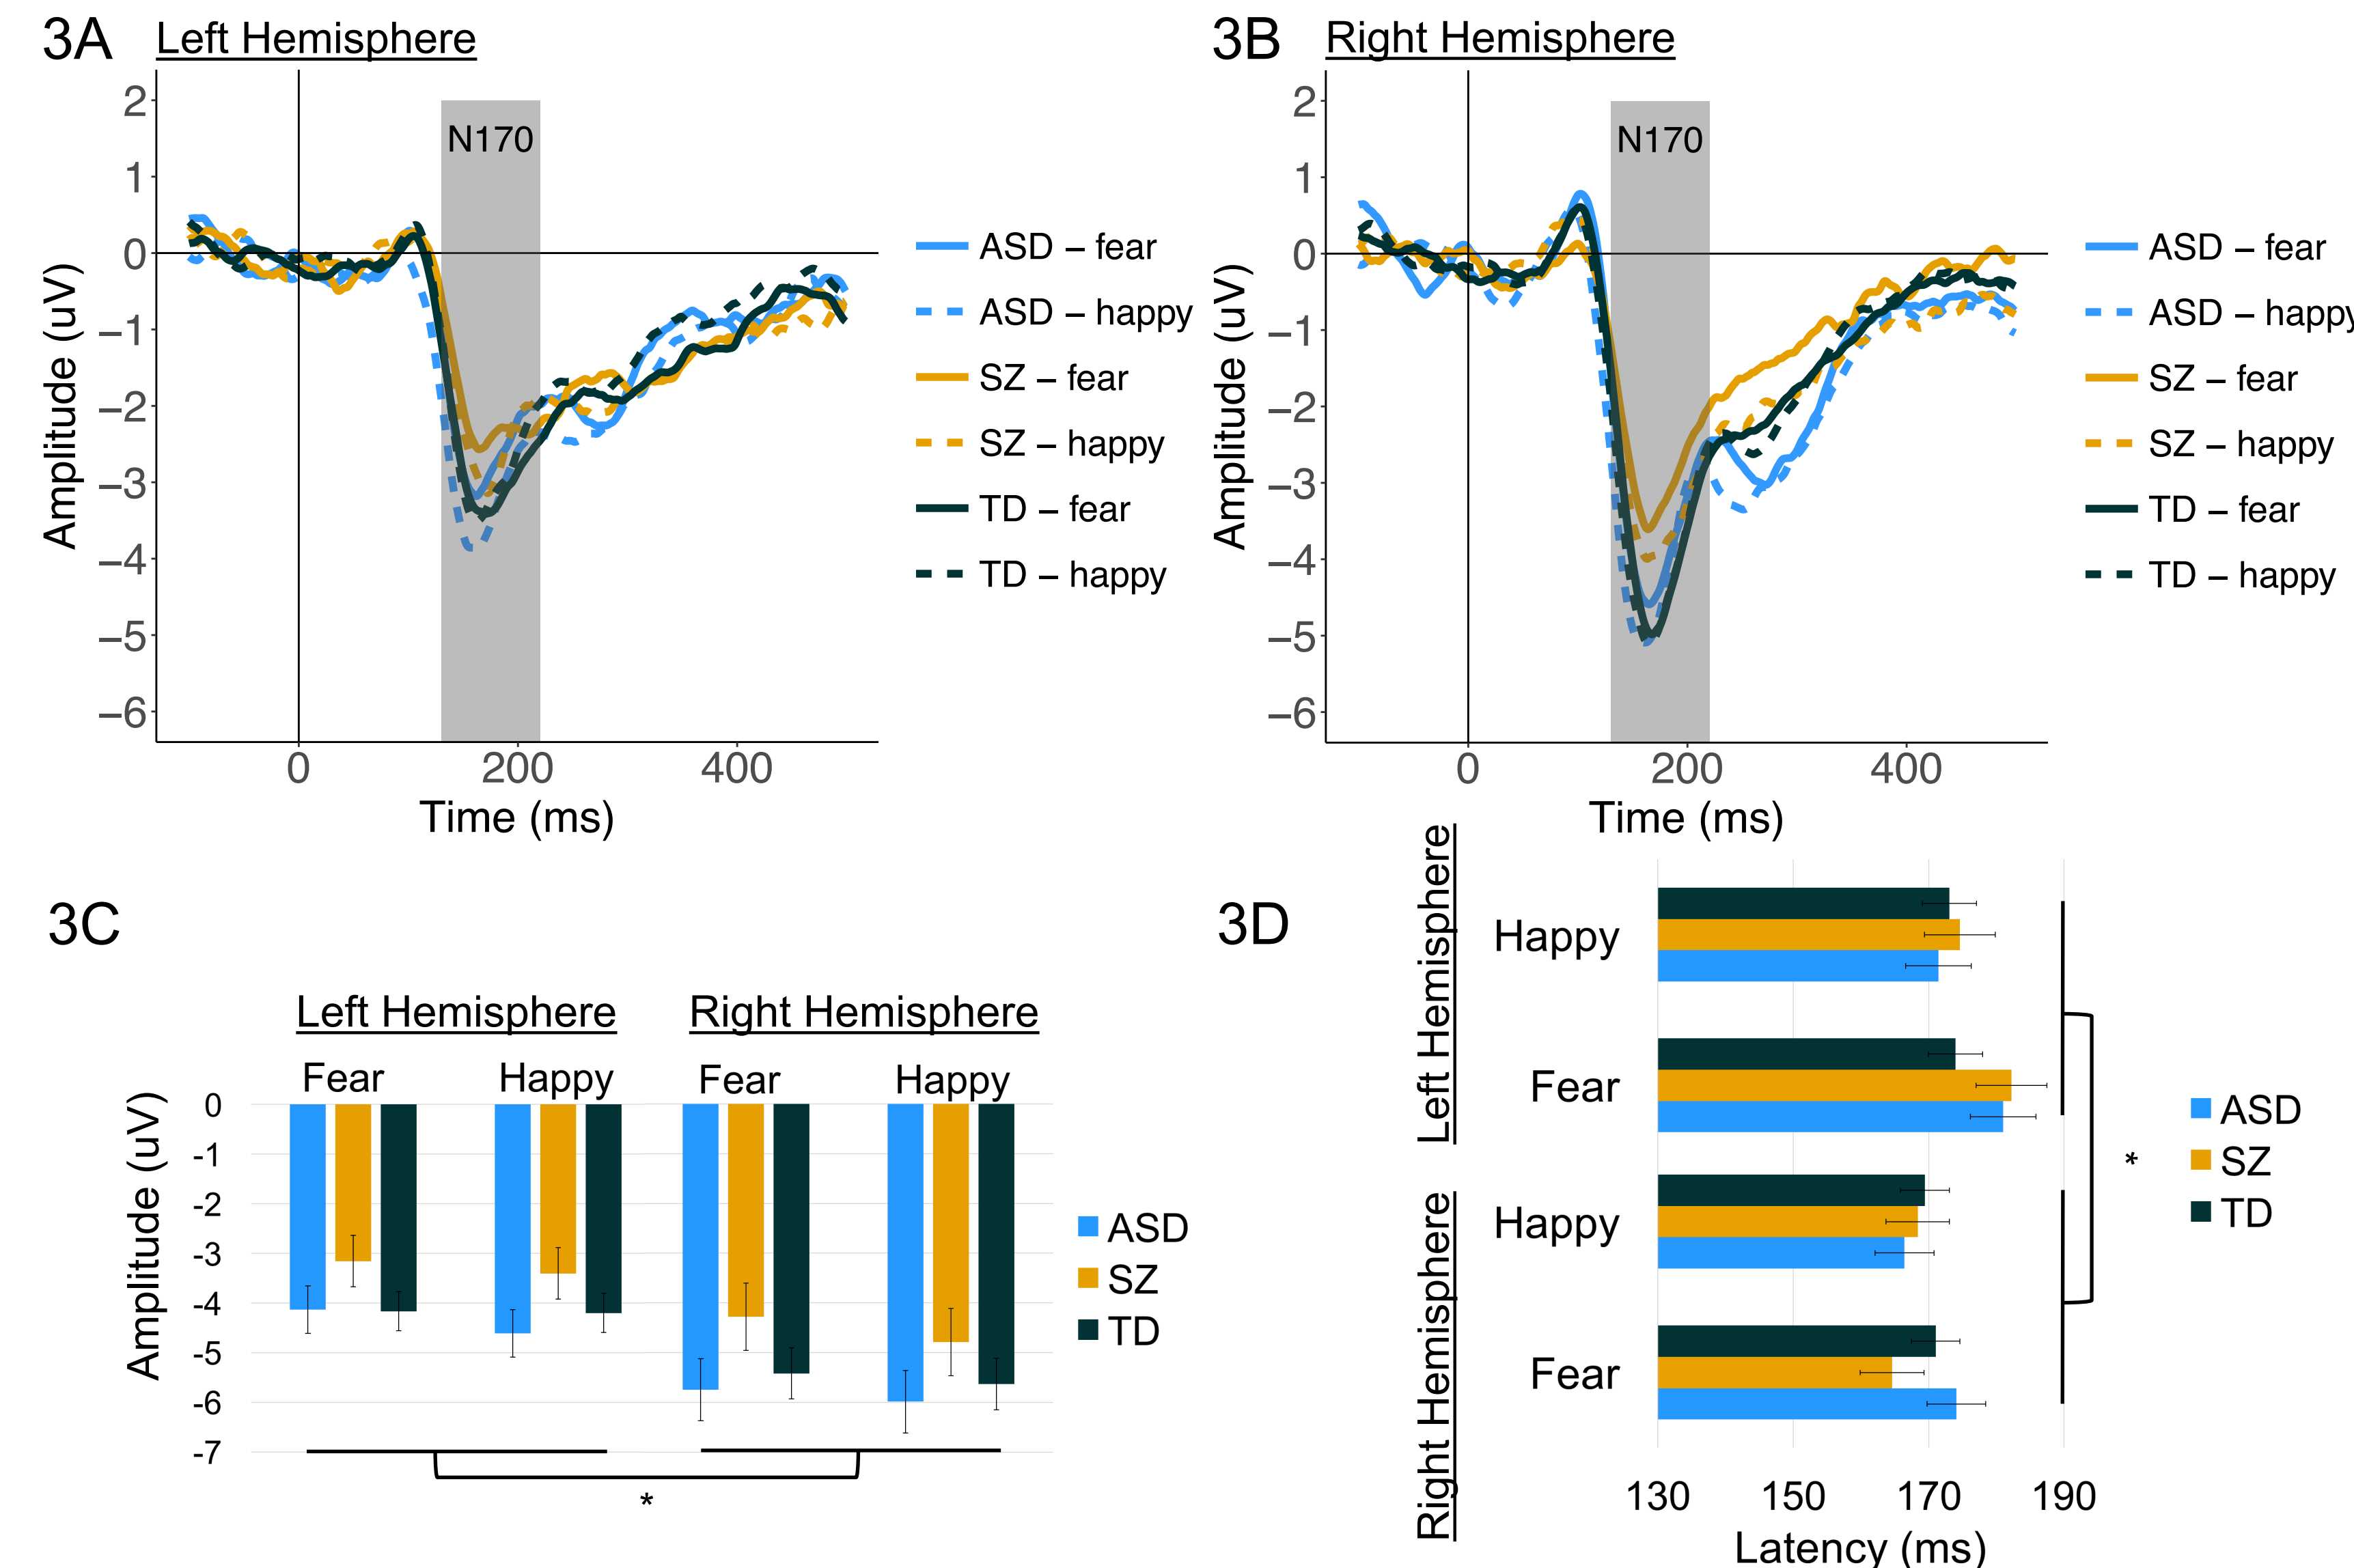 3A Left Hemisphere
2
1
0
−1
−2
−3
−4
−5
−6
Amplitude (uV)
N170
0 200 400
Time (ms)
ASD – fear
ASD – happy
SZ – fear
SZ – happy
TD – fear
TD – happy
3B Right Hemisphere
2
1
0
−1
−2
−3
−4
−5
−6
Amplitude (uV)
N170
0 200 400
Time (ms)
ASD – fear
ASD – happy
SZ – fear
SZ – happy
TD – fear
TD – happy
3C
Left Hemisphere Right Hemisphere
Fear Happy Fear Happy
Amplitude (uV)
0
-1
-2
-3
-4
-5
-6
-7
*
ASD
SZ
TD
3D
Left Hemisphere
Happy
Fear
Right Hemisphere
Happy
Fear
130 150 170 190
Latency (ms)
*
ASD
SZ
TD